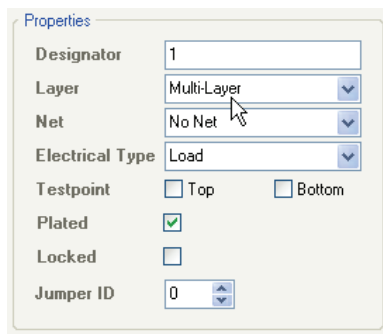 Properties
Designator 1
Layer Multi-Layer
Net No Net
Electrical Type Load
Testpoint Top Bottom
Plated
Locked
Jumper ID 0